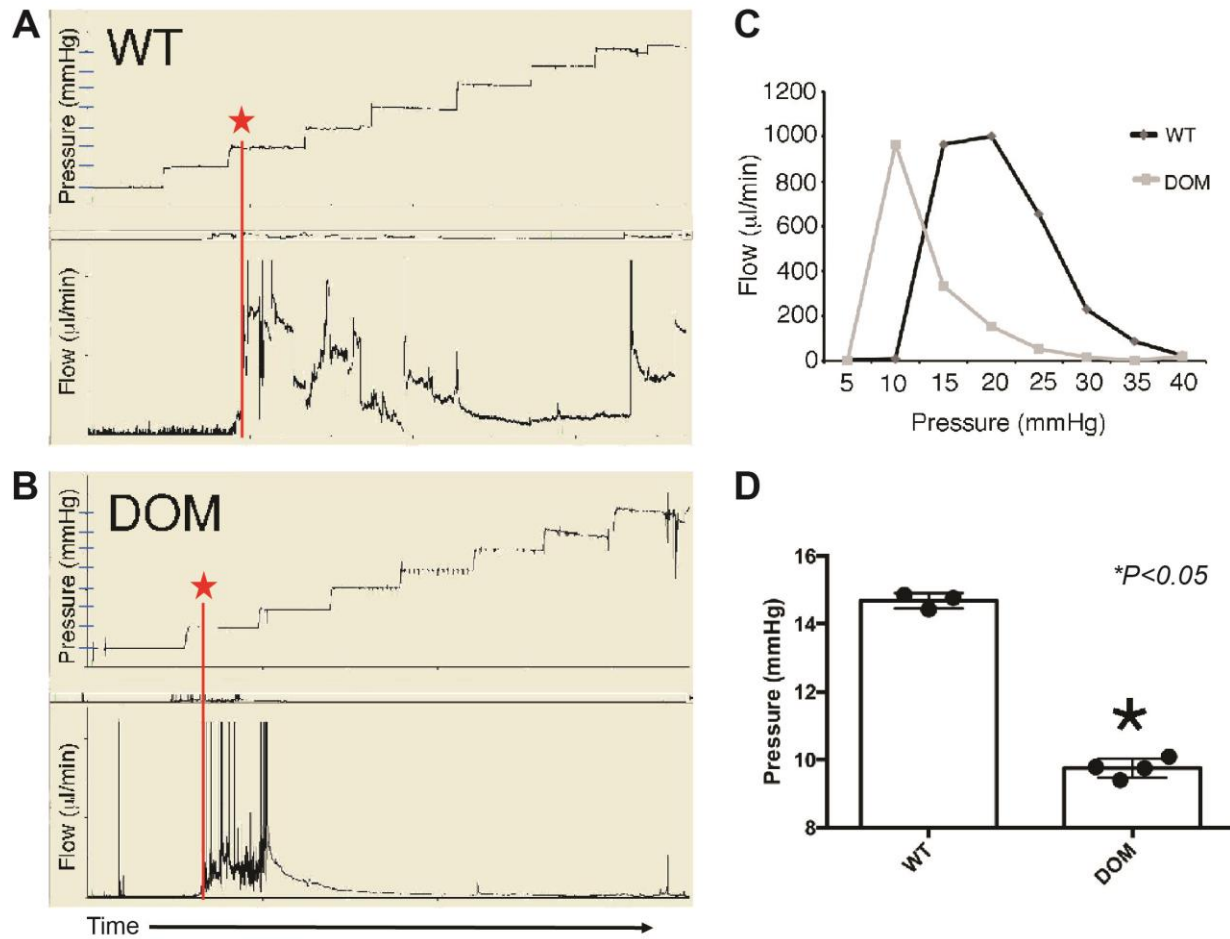 A
WT
Pressure (mmHg)
Flow (µl/min)
B
DOM
Pressure (mmHg)
Flow (µl/min)
Time
C
1200
1000
800
600
400
200
0
Flow (µl/min)
5 10 15 20 25 30 35 40
Pressure (mmHg)
WT
DOM
D
16
14
12
10
8
Pressure (mmHg)
*P<0.05
*
WT
DOM